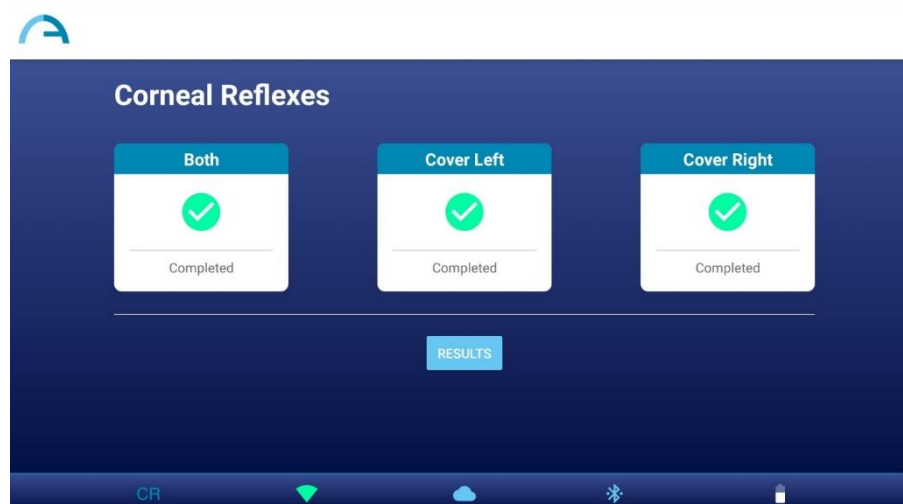 Corneal Reflexes
Both
Cover Left
Cover Right
Completed
Completed
Completed
RESULTS
CR